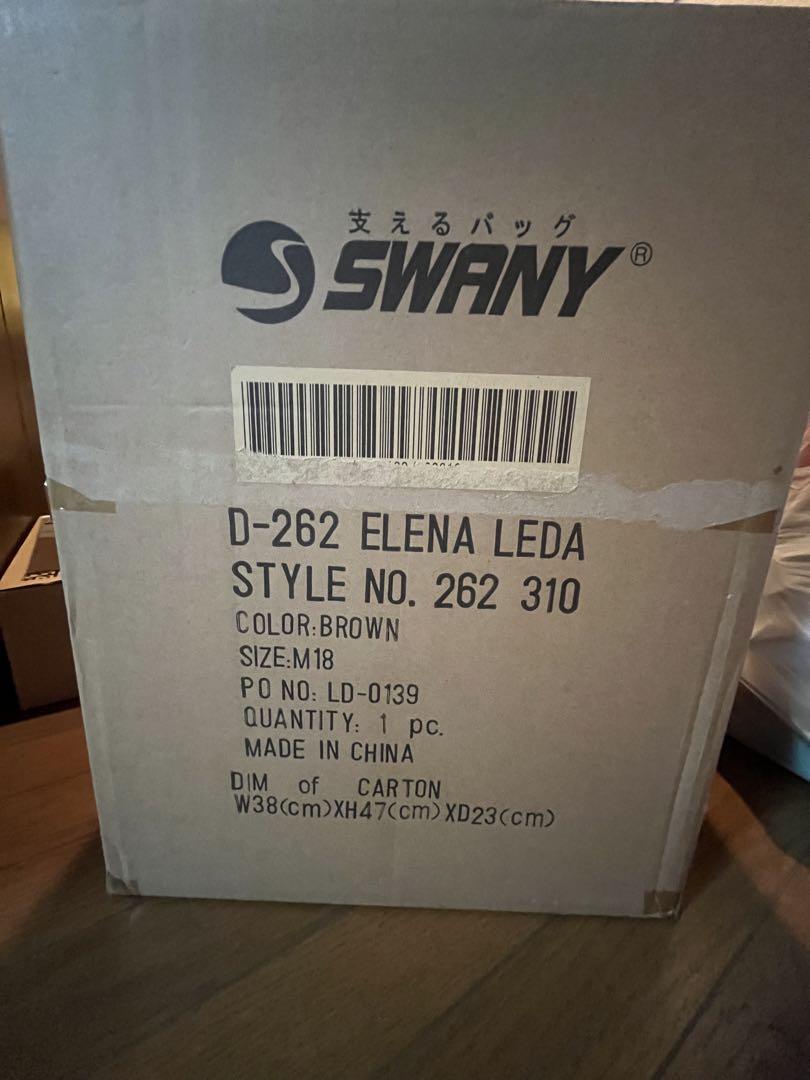 支えるバッグ
SWANY®
D-262 ELENA LEDA
STYLE NO. 262 310
COLOR:BROWN
SIZE:M18
PO NO: LD-0139
QUANTITY: 1 pc.
MADE IN CHINA
DIM of CARTON
W38(cm)XH47(cm)XD23(cm)